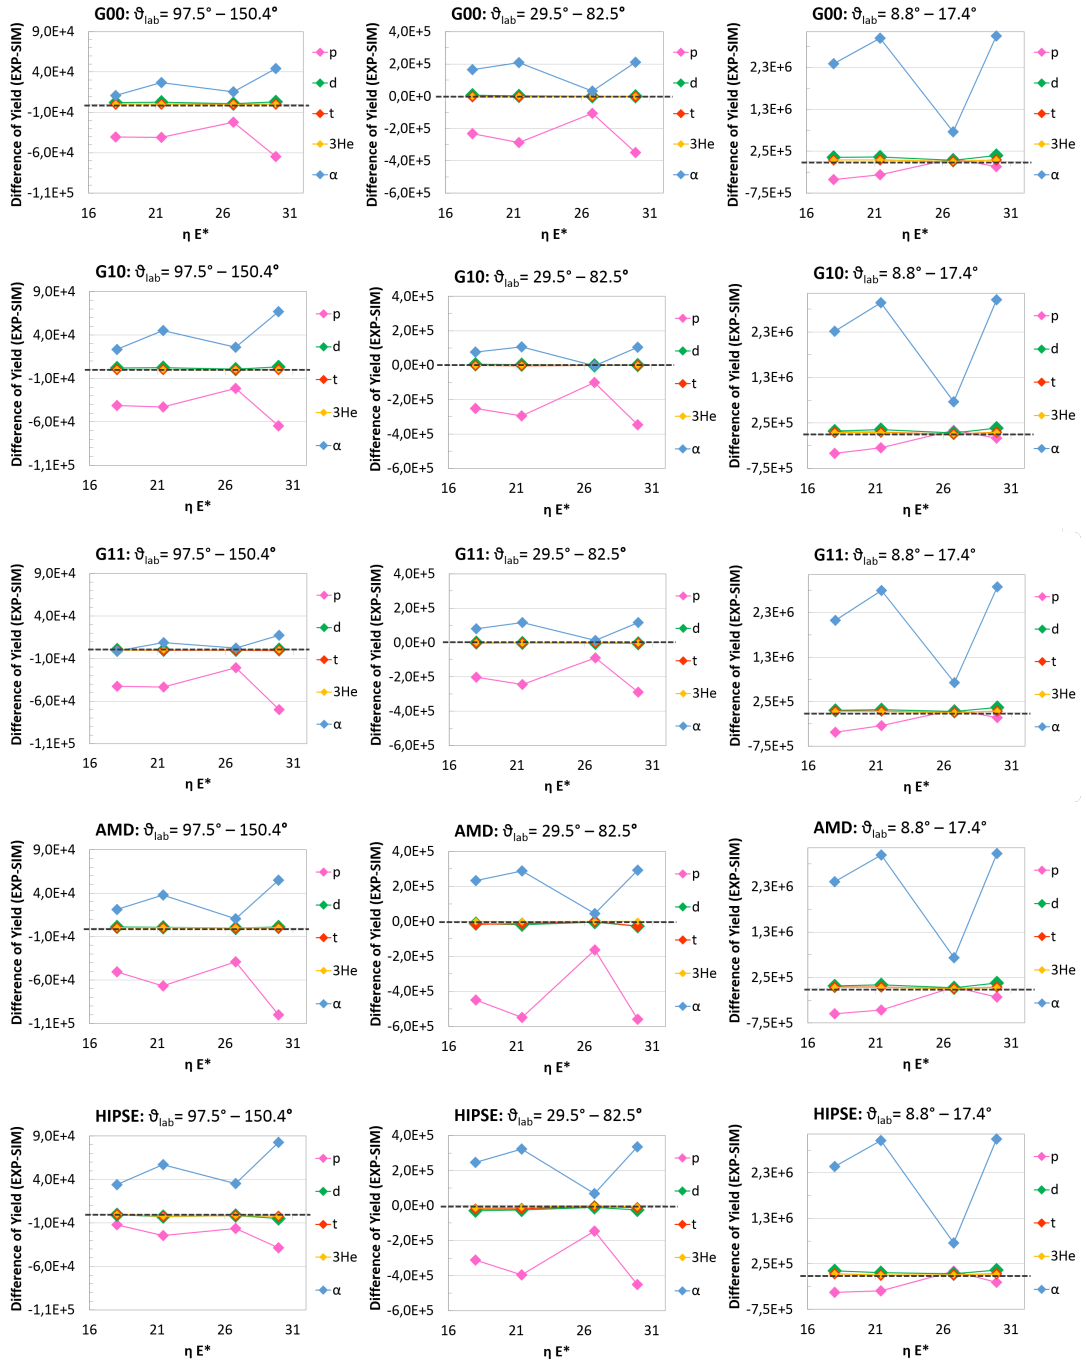 G00: ϑlab= 97.5° – 150.4°
Difference of Yield (EXP-SIM)
9,0E+4
4,0E+4
-1,0E+4
-6,0E+4
-1,1E+5
16 21 26 31
η E*
p
d
t
3He
α
G00: ϑlab= 29.5° – 82.5°
Difference of Yield (EXP-SIM)
4,0E+5
2,0E+5
0,0E+0
-2,0E+5
-4,0E+5
-6,0E+5
16 21 26 31
η E*
p
d
t
3He
α
G00: ϑlab= 8.8° – 17.4°
Difference of Yield (EXP-SIM)
2,3E+6
1,3E+6
2,5E+5
-7,5E+5
16 21 26 31
η E*
p
d
t
3He
α
G10: ϑlab= 97.5° – 150.4°
Difference of Yield (EXP-SIM)
9,0E+4
4,0E+4
-1,0E+4
-6,0E+4
-1,1E+5
16 21 26 31
η E*
p
d
t
3He
α
G10: ϑlab= 29.5° – 82.5°
Difference of Yield (EXP-SIM)
4,0E+5
2,0E+5
0,0E+0
-2,0E+5
-4,0E+5
-6,0E+5
16 21 26 31
η E*
p
d
t
3He
α
G10: ϑlab= 8.8° – 17.4°
Difference of Yield (EXP-SIM)
2,3E+6
1,3E+6
2,5E+5
-7,5E+5
16 21 26 31
η E*
p
d
t
3He
α
G11: ϑlab= 97.5° – 150.4°
Difference of Yield (EXP-SIM)
9,0E+4
4,0E+4
-1,0E+4
-6,0E+4
-1,1E+5
16 21 26 31
η E*
p
d
t
3He
α
G11: ϑlab= 29.5° – 82.5°
Difference of Yield (EXP-SIM)
4,0E+5
2,0E+5
0,0E+0
-2,0E+5
-4,0E+5
-6,0E+5
16 21 26 31
η E*
p
d
t
3He
α
G11: ϑlab= 8.8° – 17.4°
Difference of Yield (EXP-SIM)
2,3E+6
1,3E+6
2,5E+5
-7,5E+5
16 21 26 31
η E*
p
d
t
3He
α
AMD: ϑlab= 97.5° – 150.4°
Difference of Yield (EXP-SIM)
9,0E+4
4,0E+4
-1,0E+4
-6,0E+4
-1,1E+5
16 21 26 31
η E*
p
d
t
3He
α
AMD: ϑlab= 29.5° – 82.5°
Difference of Yield (EXP-SIM)
4,0E+5
2,0E+5
0,0E+0
-2,0E+5
-4,0E+5
-6,0E+5
16 21 26 31
η E*
p
d
t
3He
α
AMD: ϑlab= 8.8° – 17.4°
Difference of Yield (EXP-SIM)
2,3E+6
1,3E+6
2,5E+5
-7,5E+5
16 21 26 31
η E*
p
d
t
3He
α
HIPSE: ϑlab= 97.5° – 150.4°
Difference of Yield (EXP-SIM)
9,0E+4
4,0E+4
-1,0E+4
-6,0E+4
-1,1E+5
16 21 26 31
η E*
p
d
t
3He
α
HIPSE: ϑlab= 29.5° – 82.5°
Difference of Yield (EXP-SIM)
4,0E+5
2,0E+5
0,0E+0
-2,0E+5
-4,0E+5
-6,0E+5
16 21 26 31
η E*
p
d
t
3He
α
HIPSE: ϑlab= 8.8° – 17.4°
Difference of Yield (EXP-SIM)
2,3E+6
1,3E+6
2,5E+5
-7,5E+5
16 21 26 31
η E*
p
d
t
3He
α